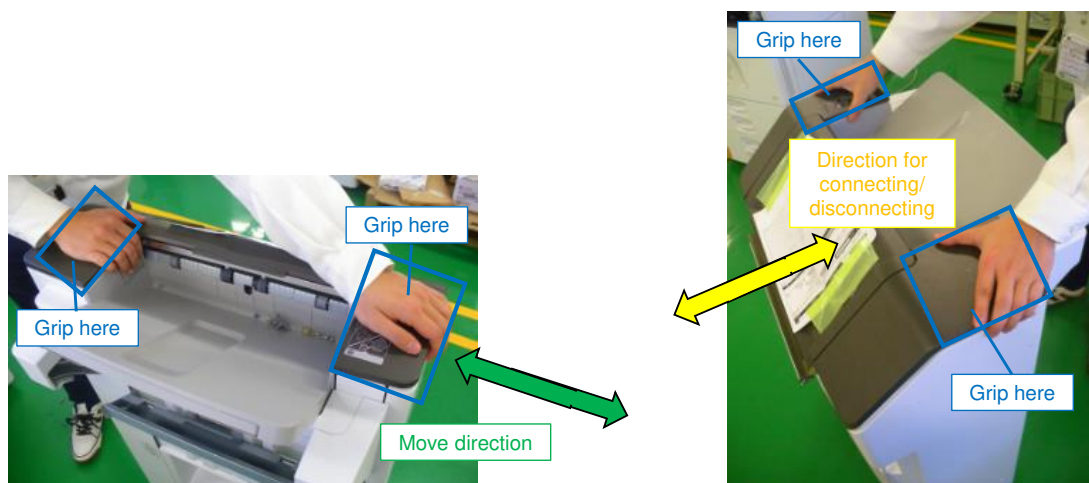 Grip here
Direction for
connecting/
disconnecting
Grip here
Grip here
Grip here
Move direction